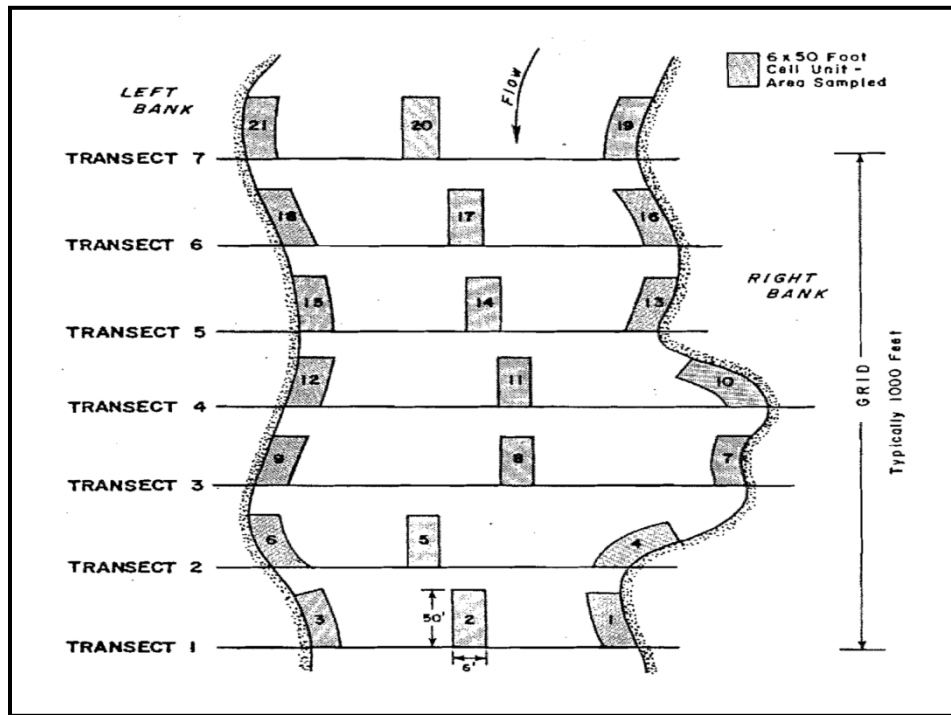 6 x 50 Foot
Cell Unit -
Area Sampled
LEFT
BANK
Flow
21
20
19
TRANSECT 7
18
17
16
TRANSECT 6
RIGHT
BANK
15
14
13
TRANSECT 5
12
11
10
TRANSECT 4
GRID
Typically 1000 Feet
9
8
7
TRANSECT 3
6
5
4
TRANSECT 2
3
50'
2
1
TRANSECT 1
6'